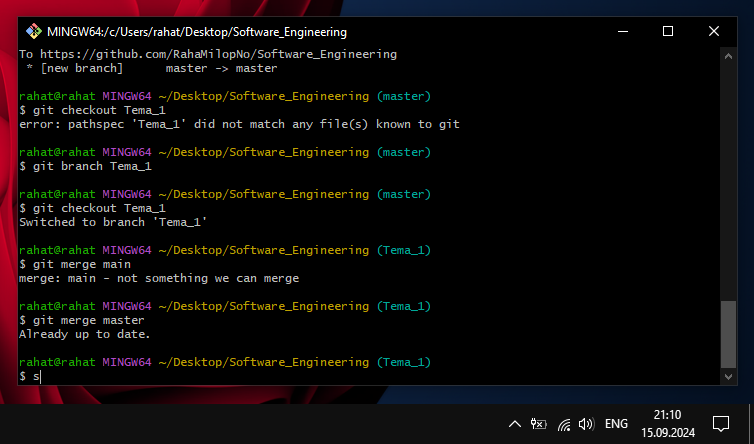 MINGW64:/c/Users/rahat/Desktop/Software_Engineering
To https://github.com/RahaMilopNo/Software_Engineering
 * [new branch]      master -> master
rahat@rahat MINGW64 ~/Desktop/Software_Engineering (master)
$ git checkout Tema_1
error: pathspec 'Tema_1' did not match any file(s) known to git
rahat@rahat MINGW64 ~/Desktop/Software_Engineering (master)
$ git branch Tema_1
rahat@rahat MINGW64 ~/Desktop/Software_Engineering (master)
$ git checkout Tema_1
Switched to branch 'Tema_1'
rahat@rahat MINGW64 ~/Desktop/Software_Engineering (Tema_1)
$ git merge main
merge: main - not something we can merge
rahat@rahat MINGW64 ~/Desktop/Software_Engineering (Tema_1)
$ git merge master
Already up to date.
rahat@rahat MINGW64 ~/Desktop/Software_Engineering (Tema_1)
$ s
ENG
21:10
15.09.2024